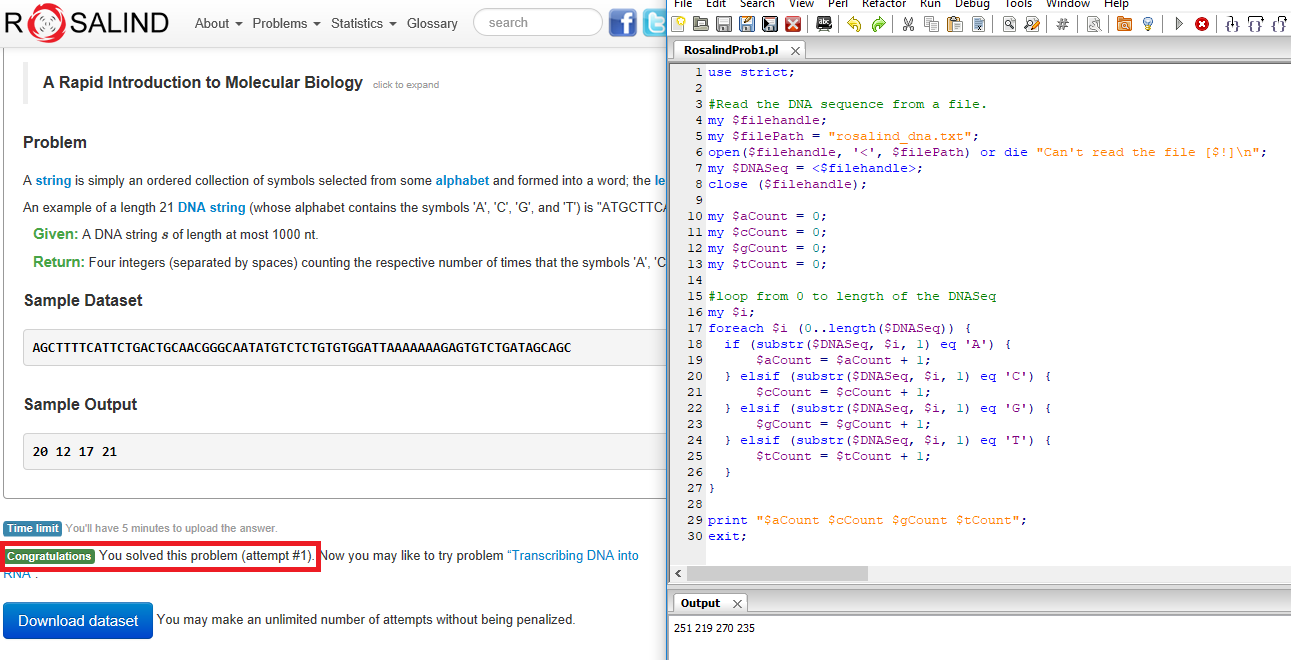 ROSALIND
About Problems Statistics Glossary search
A Rapid Introduction to Molecular Biology click to expand
Problem
A string is simply an ordered collection of symbols selected from some alphabet and formed into a word; the le
An example of a length 21 DNA string (whose alphabet contains the symbols 'A', 'C', 'G', and 'T') is "ATGCTTCA
Given: A DNA string s of length at most 1000 nt.
Return: Four integers (separated by spaces) counting the respective number of times that the symbols 'A', 'C
Sample Dataset
AGCTTTTCATTCTGACTGCAACGGGCAATATGTCTCTGTGTGGATTAAAAAAAGAGTGTCTGATAGCAGC
Sample Output
20 12 17 21
Time limit You'll have 5 minutes to upload the answer.
Congratulations You solved this problem (attempt #1). Now you may like to try problem "Transcribing DNA into
RNA".
Download dataset You may make an unlimited number of attempts without being penalized.
File Edit Search View Perl Refactor Run Debug Tools Window Help
RosalindProb1.pl
1 use strict;
2
3 #Read the DNA sequence from a file.
4 my $filehandle;
5 my $filePath = "rosalind_dna.txt";
6 open($filehandle, '<', $filePath) or die "Can't read the file [$!]\n";
7 my $DNASeq = <$filehandle>;
8 close ($filehandle);
9
10 my $aCount = 0;
11 my $cCount = 0;
12 my $gCount = 0;
13 my $tCount = 0;
14
15 #loop from 0 to length of the DNASeq
16 my $i;
17 foreach $i (0..length($DNASeq)) {
18 if (substr($DNASeq, $i, 1) eq 'A') {
19 $aCount = $aCount + 1;
20 } elsif (substr($DNASeq, $i, 1) eq 'C') {
21 $cCount = $cCount + 1;
22 } elsif (substr($DNASeq, $i, 1) eq 'G') {
23 $gCount = $gCount + 1;
24 } elsif (substr($DNASeq, $i, 1) eq 'T') {
25 $tCount = $tCount + 1;
26 }
27 }
28
29 print "$aCount $cCount $gCount $tCount";
30 exit;
Output
251 219 270 235